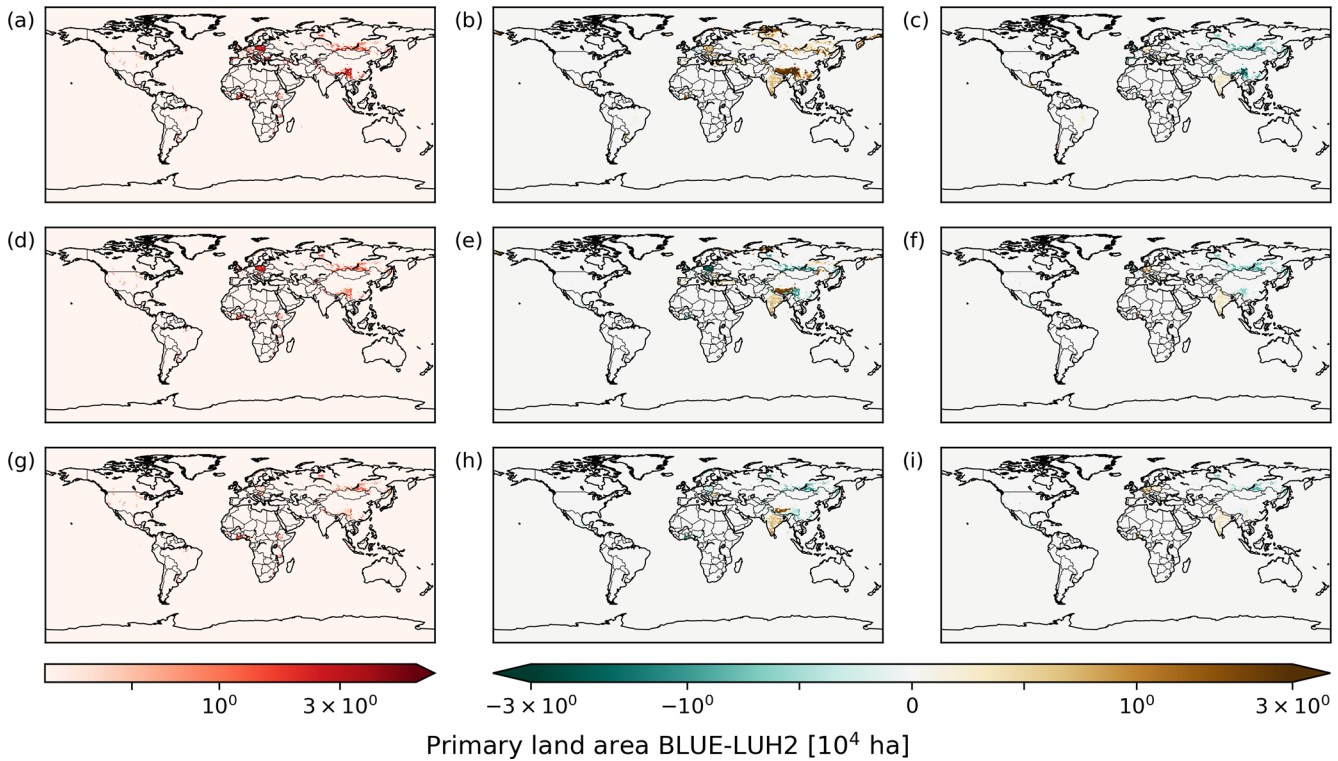 (a) (b) (c)
(d) (e) (f)
(g) (h) (i)
10⁰ 3 × 10⁰ −3 × 10⁰ −10⁰ 0 10⁰ 3 × 10⁰
Primary land area BLUE-LUH2 [10⁴ ha]